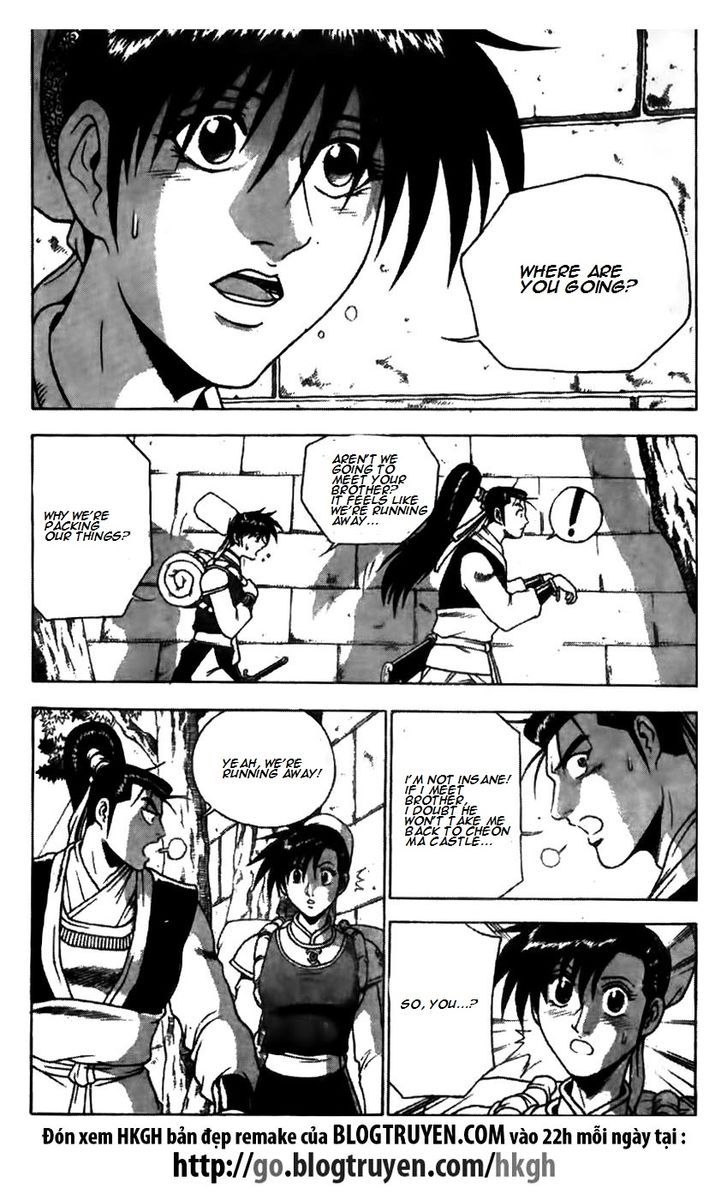 WHERE ARE
YOU GOING?
AREN'T WE
GOING TO
MEET YOUR
BROTHER?
IT FEELS LIKE
WE'RE RUNNING
AWAY...
WHY WE'RE
PACKING
OUR THINGS?
!
YEAH, WE'RE
RUNNING AWAY!
I'M NOT INSANE!
IF I MEET
BROTHER,
I DOUBT HE
WON'T TAKE ME
BACK TO CHEON
MA CASTLE...
SO, YOU...?
Đón xem HKGH bản đẹp remake của BLOGTRUYEN.COM vào 22h mỗi ngày tại :
http://go.blogtruyen.com/hkgh